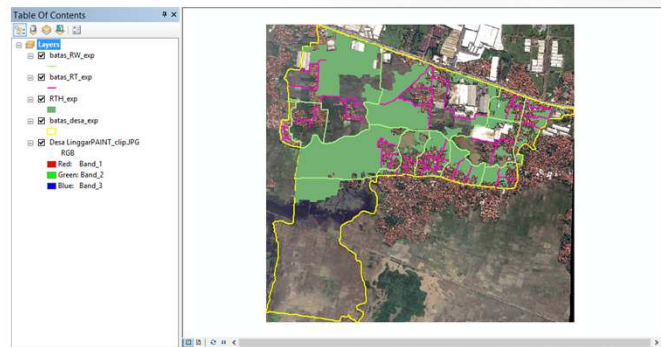 Table Of Contents
Layers
batas_RW_exp
batas_RT_exp
RTH_exp
batas_desa_exp
Desa LinggarPAINT_clip.JPG
RGB
Red: Band_1
Green: Band_2
Blue: Band_3